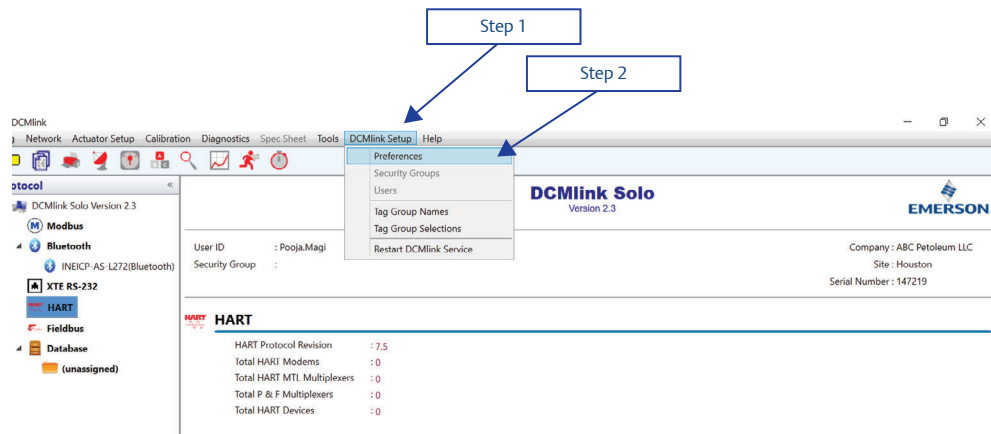 Step 1
Step 2
DCMlink
Network Actuator Setup Calibration Diagnostics Spec Sheet Tools DCMlink Setup Help
Preferences
Security Groups
Users
Tag Group Names
Tag Group Selections
Restart DCMlink Service
otocol «
DCMlink Solo Version 2.3
M Modbus
Bluetooth
INEICP-AS-L272(Bluetooth)
XTE RS-232
HART
Fieldbus
Database
(unassigned)
DCMlink Solo
Version 2.3
EMERSON
User ID : Pooja.Magi
Security Group :
Company : ABC Petoleum LLC
Site : Houston
Serial Number : 147219
HART HART
HART Protocol Revision : 7.5
Total HART Modems : 0
Total HART MTL Multiplexers : 0
Total P & F Multiplexers : 0
Total HART Devices : 0